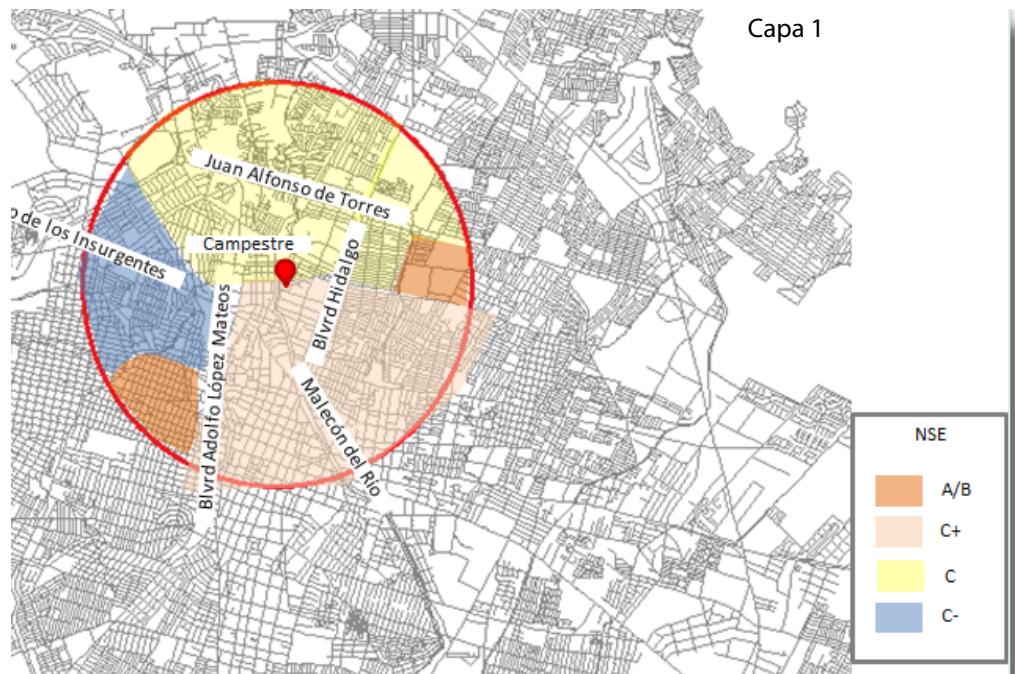 Capa 1
Juan Alfonso de Torres
o de los Insurgentes
Campestre
Blvrd Hidalgo
Blvrd Adolfo López Mateos
Malecón del Río
NSE
A/B
C+
C
C-